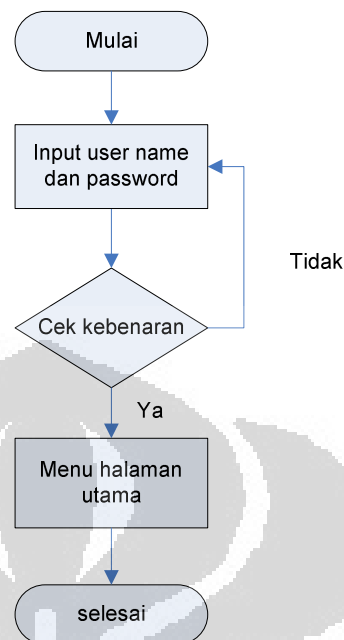 Mulai
Input user name
dan password
Tidak
Cek kebenaran
Ya
Menu halaman
utama
selesai